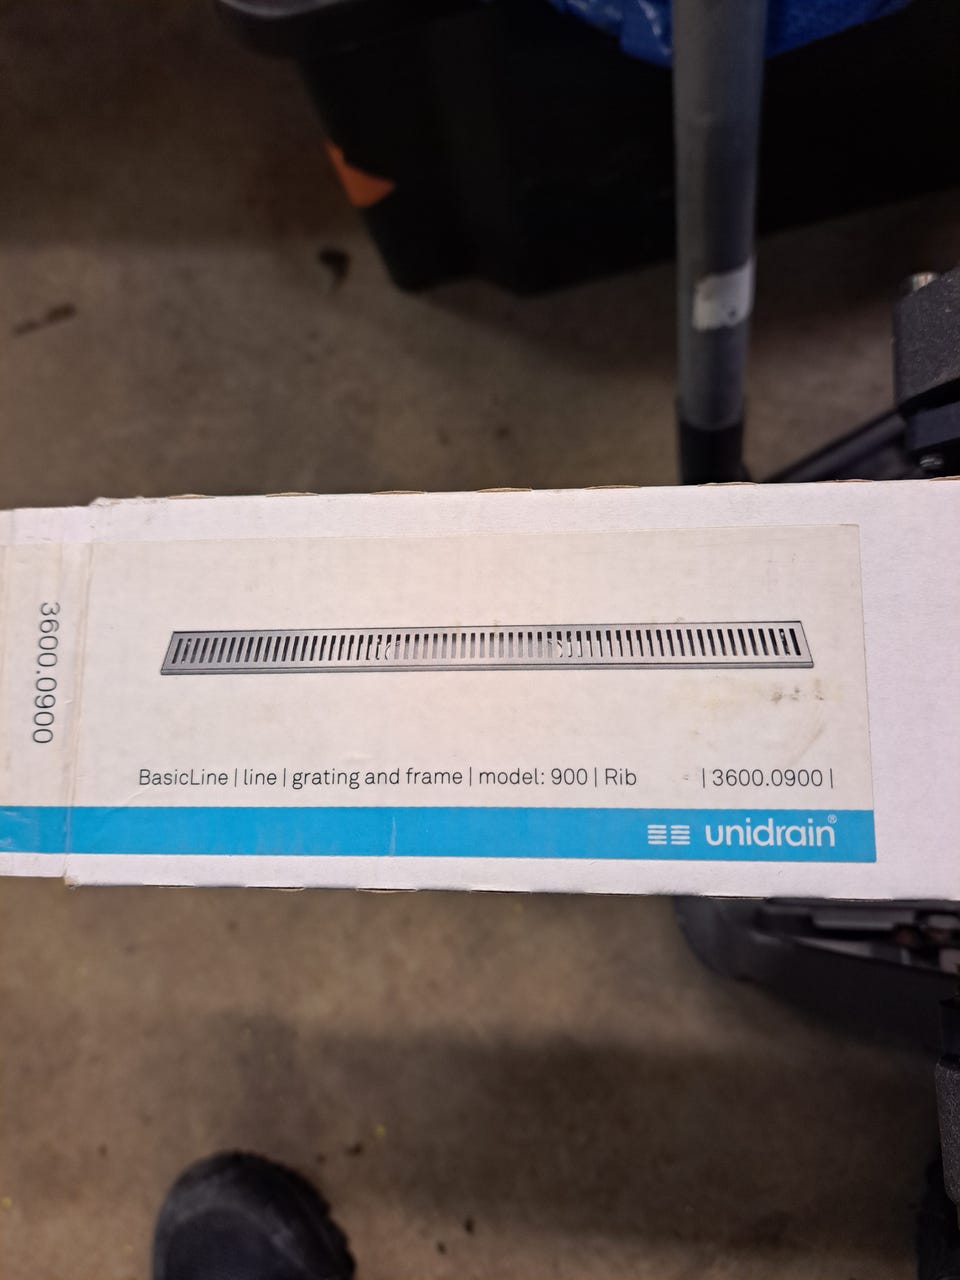 3600.0900
BasicLine | line | grating and frame | model: 900 | Rib | 3600.0900 |
unidrain®